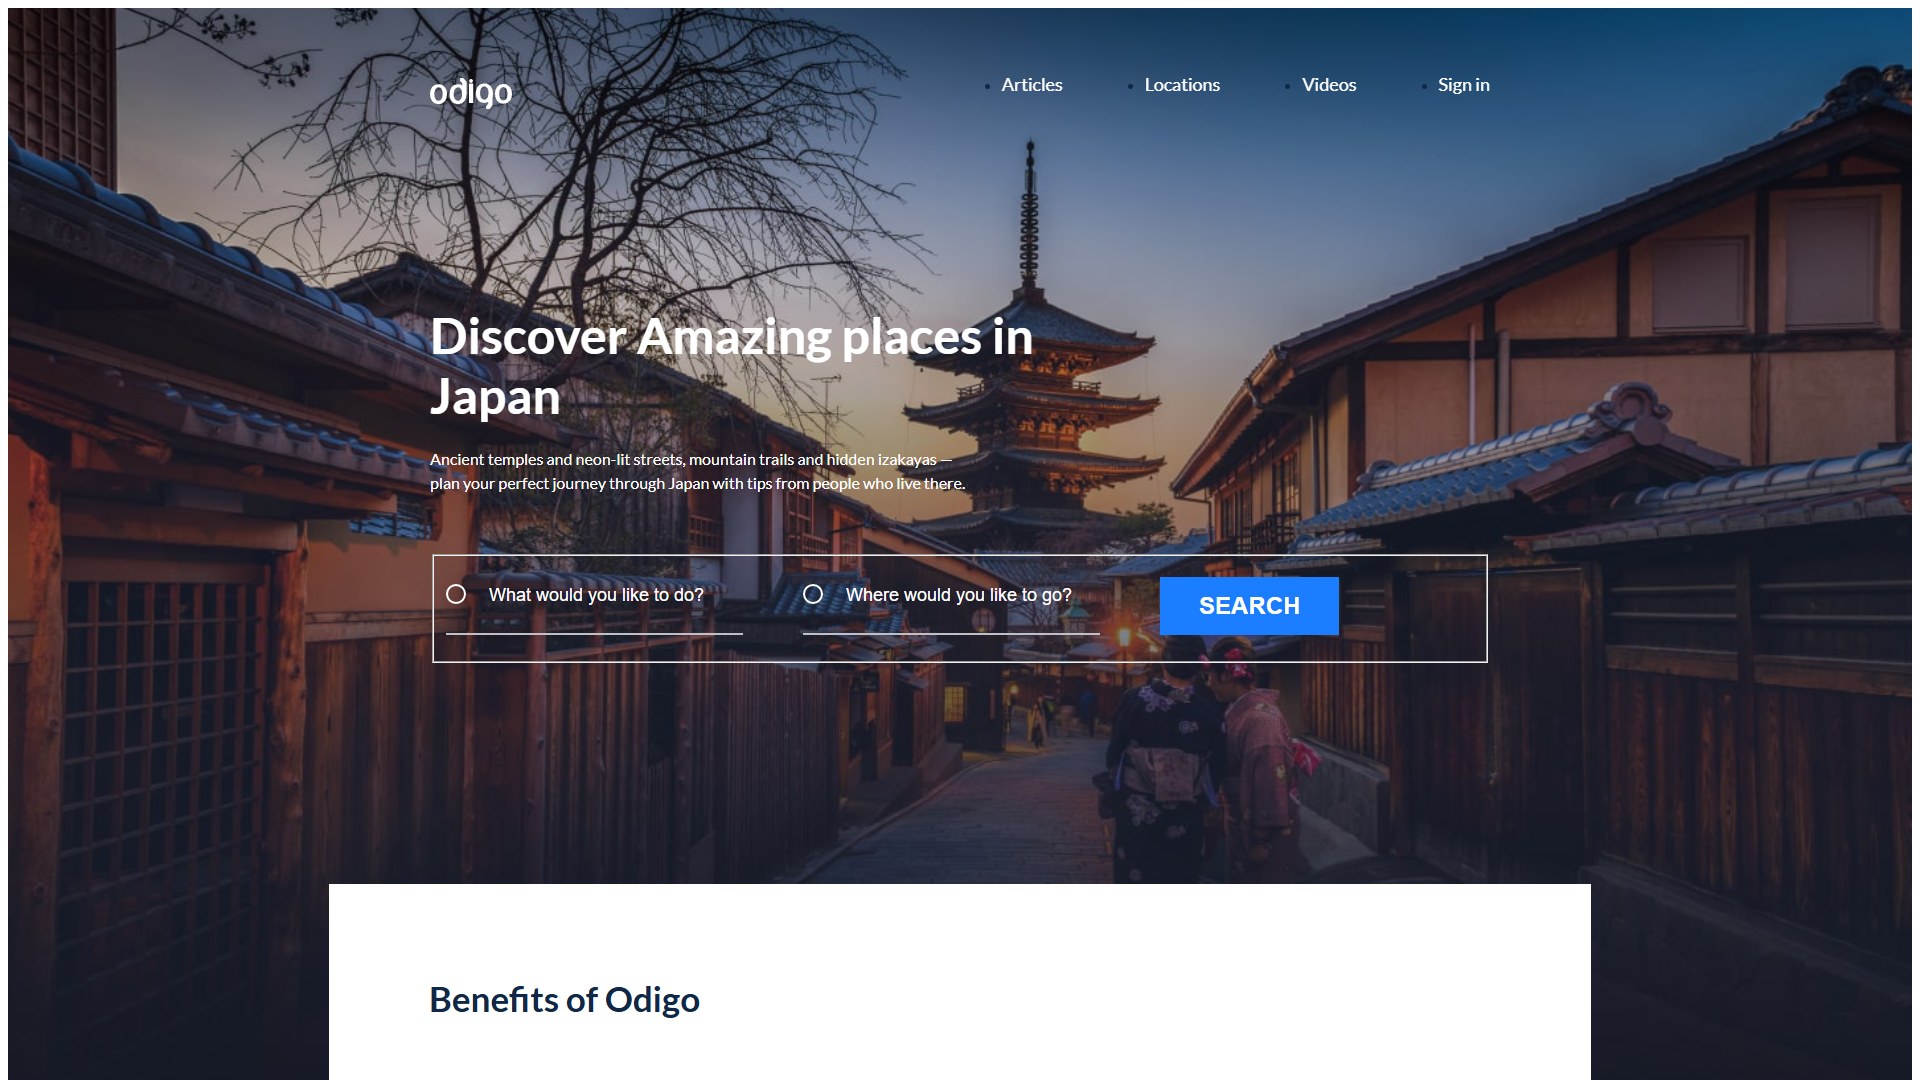 odigo
Articles
Locations
Videos
Sign in
Discover Amazing places in
Japan
Ancient temples and neon-lit streets, mountain trails and hidden izakayas —
plan your perfect journey through Japan with tips from people who live there.
What would you like to do?
Where would you like to go?
SEARCH
Benefits of Odigo